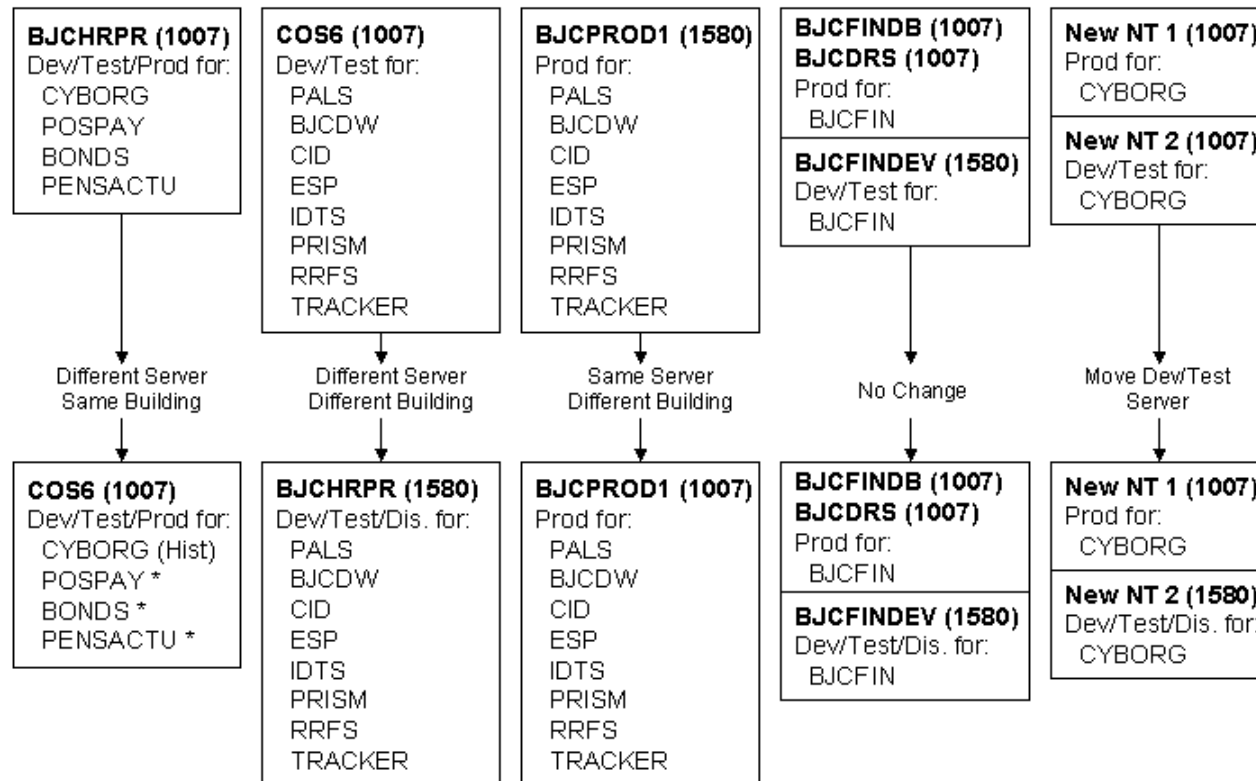 BJCHRPR (1007)
Dev/Test/Prod for:
CYBORG
POSPAY
BONDS
PENSACTU
COS6 (1007)
Dev/Test for:
PALS
BJCDW
CID
ESP
IDTS
PRISM
RRFS
TRACKER
BJCPROD1 (1580)
Prod for:
PALS
BJCDW
CID
ESP
IDTS
PRISM
RRFS
TRACKER
BJCFINDB (1007)
BJCDRS (1007)
Prod for:
BJCFIN
BJCFINDEV (1580)
Dev/Test for:
BJCFIN
New NT 1 (1007)
Prod for:
CYBORG
New NT 2 (1007)
Dev/Test for:
CYBORG
Different Server
Same Building
Different Server
Different Building
Same Server
Different Building
No Change
Move Dev/Test
Server
COS6 (1007)
Dev/Test/Prod for:
CYBORG (Hist)
POSPAY *
BONDS *
PENSACTU *
BJCHRPR (1580)
Dev/Test/Dis. for:
PALS
BJCDW
CID
ESP
IDTS
PRISM
RRFS
TRACKER
BJCPROD1 (1007)
Prod for:
PALS
BJCDW
CID
ESP
IDTS
PRISM
RRFS
TRACKER
BJCFINDB (1007)
BJCDRS (1007)
Prod for:
BJCFIN
BJCFINDEV (1580)
Dev/Test/Dis. for:
BJCFIN
New NT 1 (1007)
Prod for:
CYBORG
New NT 2 (1580)
Dev/Test/Dis. for:
CYBORG